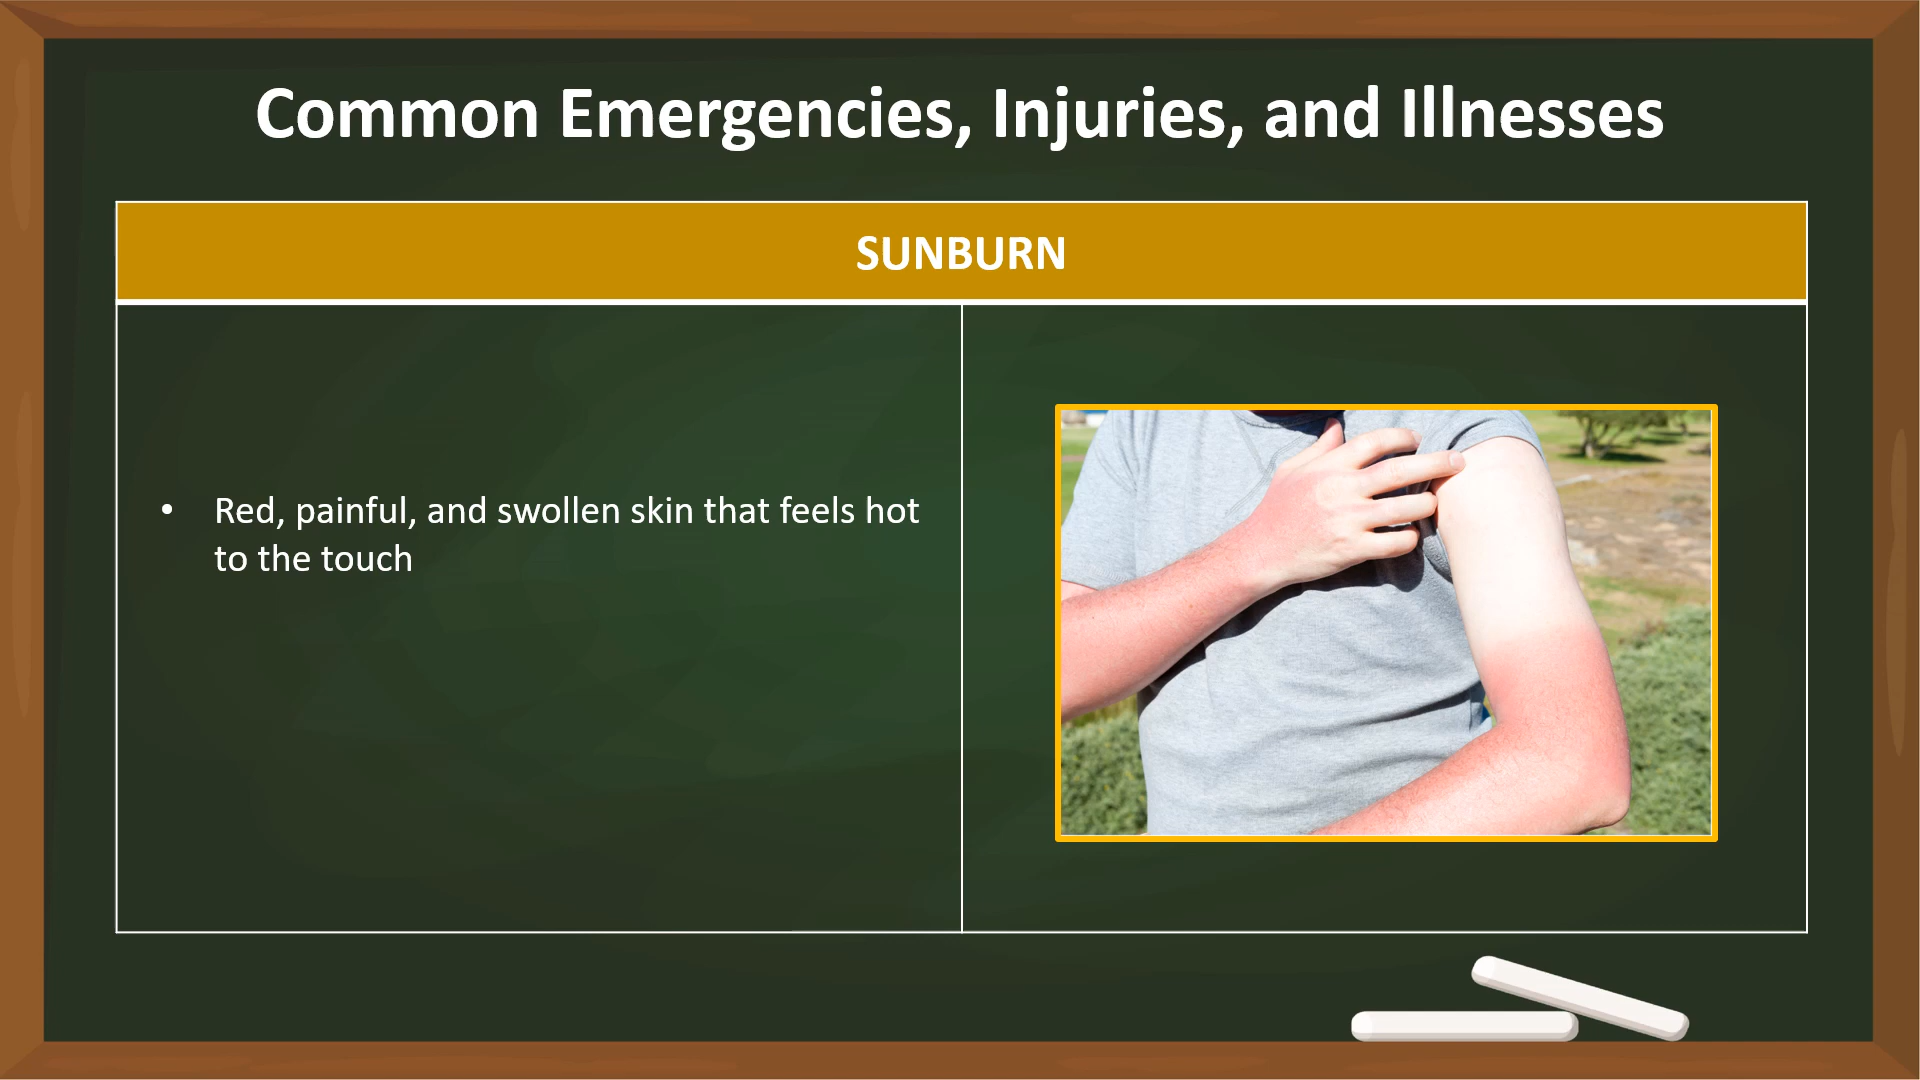 Common Emergencies, Injuries, and Illnesses
SUNBURN
• Red, painful, and swollen skin that feels hot
to the touch